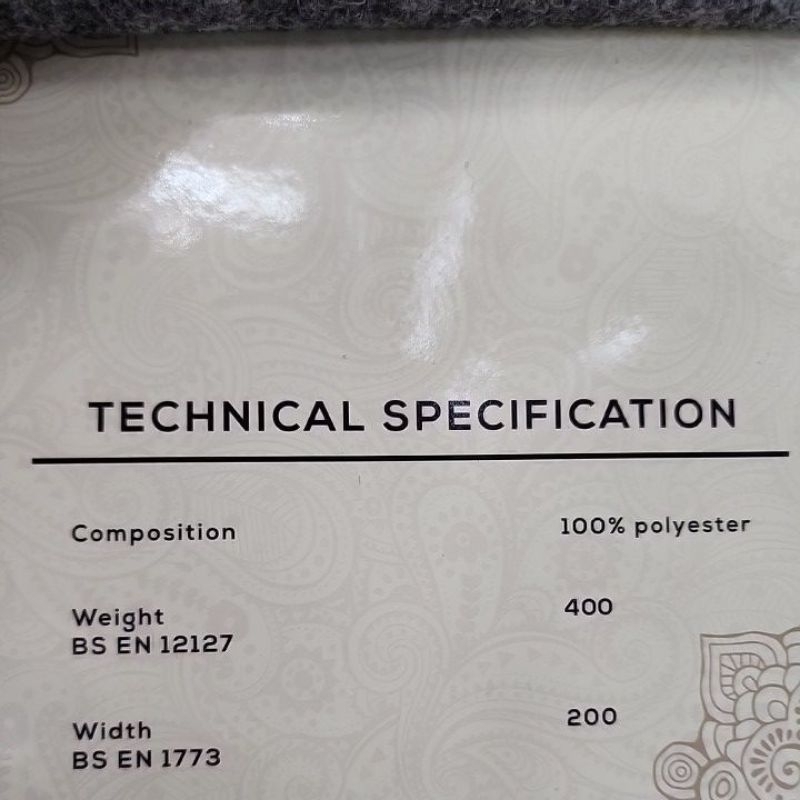 TECHNICAL SPECIFICATION
Composition 100% polyester
Weight 400
BS EN 12127
Width 200
BS EN 1773